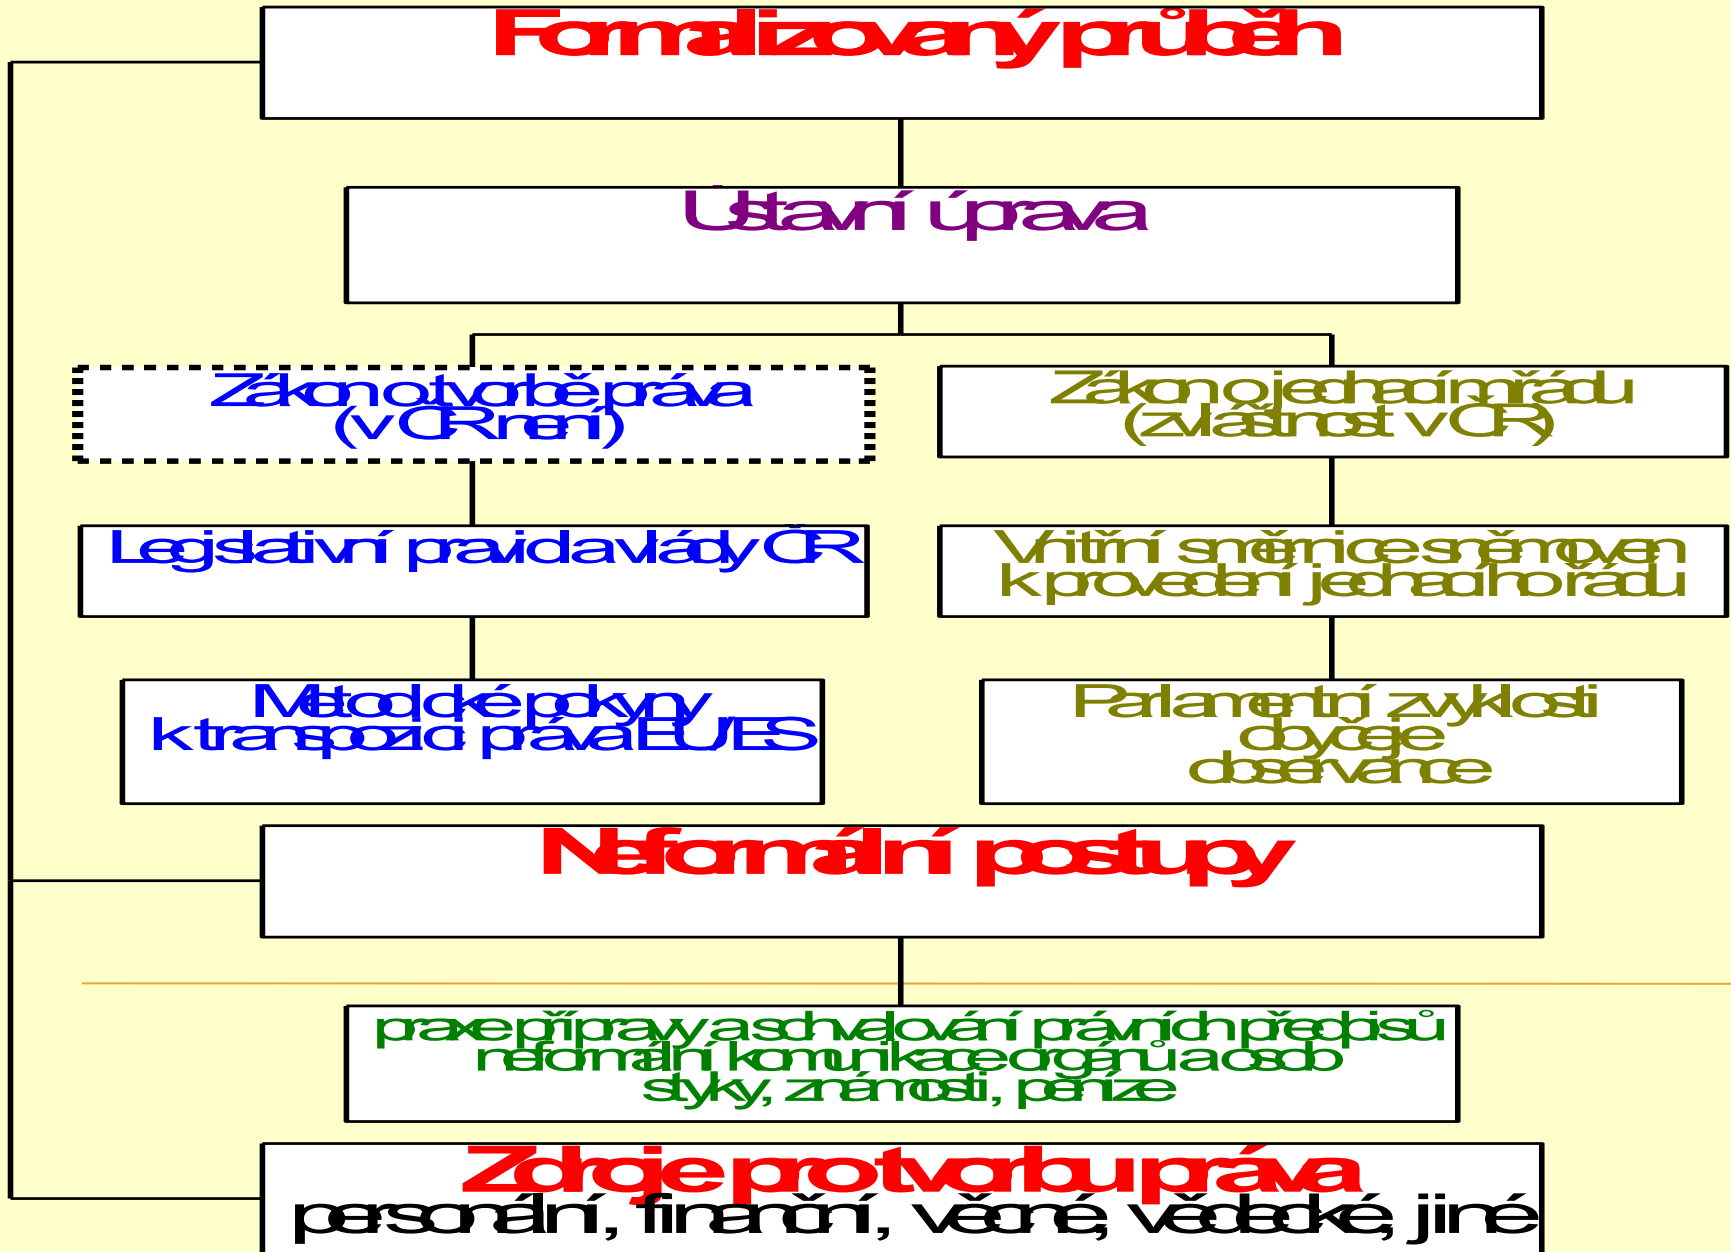 Formalizovaný průběh
Ústavní úprava
Zákon o tvorbě práva
(v ČR není)
Zákon o jednacím řádu
(zvláštnost v ČR)
Legislativní pravidla vlády ČR
Vnitřní směrnice sněmoven
k provedení jednacího řádu
Metodické pokyny
k transpozici práva EU/ES
Parlamentní zvyklosti
obyčeje
observance
Neformální postupy
praxe přípravy a schvalování právních předpisů
neformální komunikace orgánů a osob
styky, známosti, peníze
Zdroje pro tvorbu práva
personální, finanční, věcné, vědecké, jiné